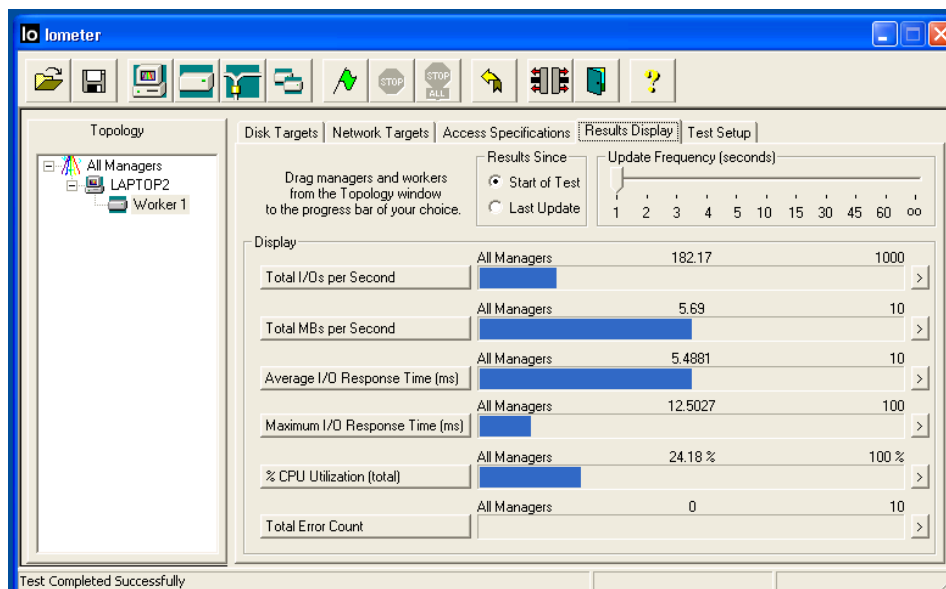 Io Iometer
STOP STOP ALL ?
Topology
All Managers
LAPTOP2
Worker 1
Disk Targets Network Targets Access Specifications Results Display Test Setup
Drag managers and workers
from the Topology window
to the progress bar of your choice.
Results Since
Start of Test
Last Update
Update Frequency (seconds)
1 2 3 4 5 10 15 30 45 60 oo
Display
All Managers 182.17 1000
Total I/Os per Second >
All Managers 5.69 10
Total MBs per Second >
All Managers 5.4881 10
Average I/O Response Time (ms) >
All Managers 12.5027 100
Maximum I/O Response Time (ms) >
All Managers 24.18 % 100 %
% CPU Utilization (total) >
All Managers 0 10
Total Error Count >
Test Completed Successfully